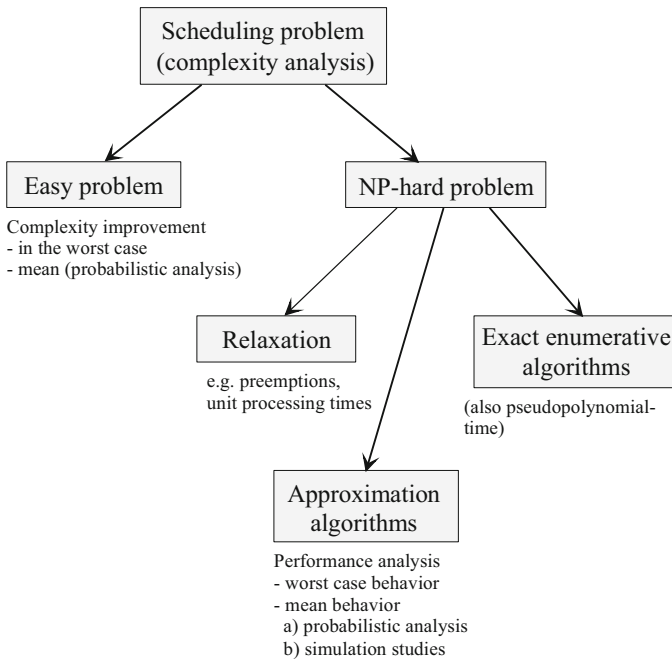 Scheduling problem
(complexity analysis)
Easy problem
Complexity improvement
- in the worst case
- mean (probabilistic analysis)
NP-hard problem
Relaxation
e.g. preemptions,
unit processing times
Exact enumerative
algorithms
(also pseudopolynomial-
time)
Approximation
algorithms
Performance analysis
- worst case behavior
- mean behavior
a) probabilistic analysis
b) simulation studies